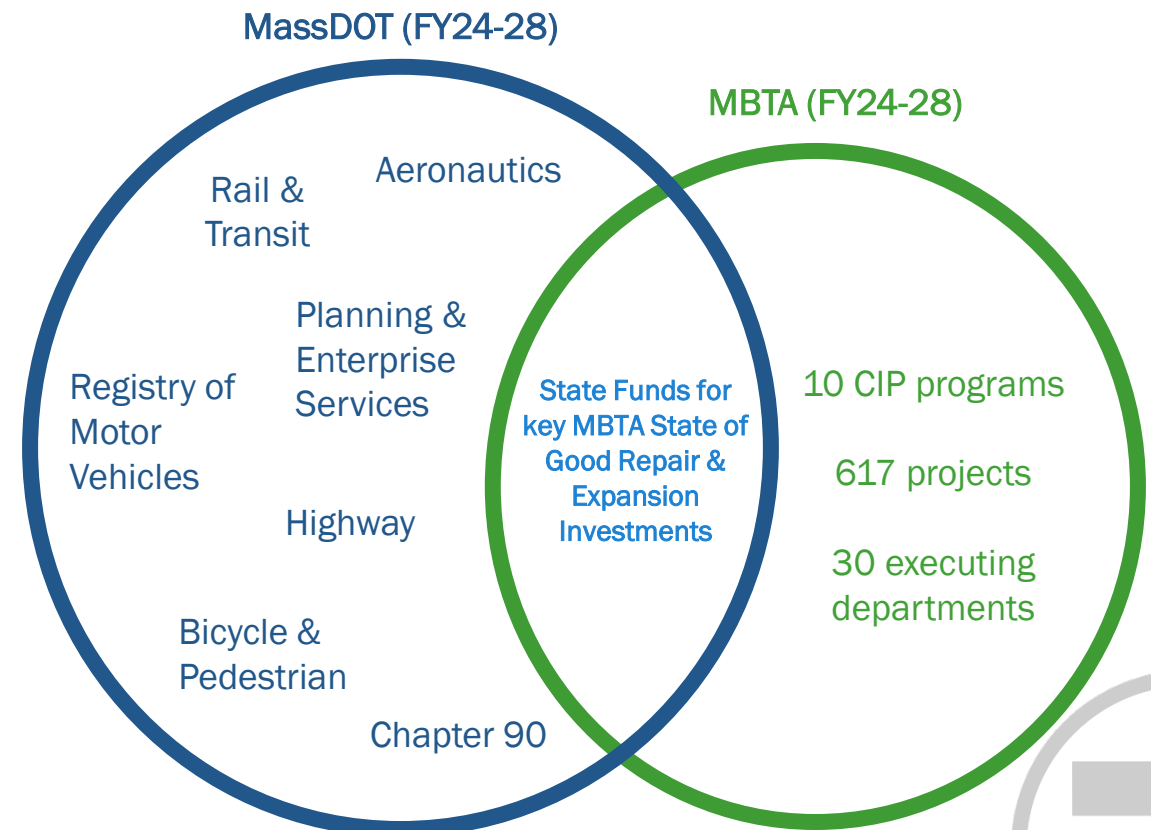 MassDOT (FY24-28)
MBTA (FY24-28)
Aeronautics
Rail &
Transit
Planning &
Enterprise
Services
Registry of
Motor
Vehicles
Highway
Bicycle &
Pedestrian
Chapter 90
State Funds for
key MBTA State of
Good Repair &
Expansion
Investments
10 CIP programs
617 projects
30 executing
departments